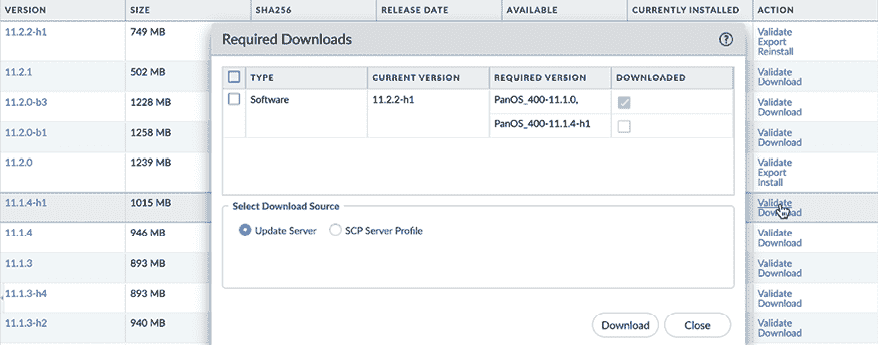 VERSION SIZE SHA256 RELEASE DATE AVAILABLE CURRENTLY INSTALLED ACTION
11.2.2-h1 749 MB Validate
Export
Reinstall
11.2.1 502 MB Validate
Download
11.2.0-b3 1228 MB Validate
Download
11.2.0-b1 1258 MB Validate
Download
11.2.0 1239 MB Validate
Export
Install
11.1.4-h1 1015 MB Validate
Download
11.1.4 946 MB Validate
Download
11.1.3 893 MB Validate
Download
11.1.3-h4 893 MB Validate
Download
11.1.3-h2 940 MB Validate
Download
Required Downloads
?
TYPE CURRENT VERSION REQUIRED VERSION DOWNLOADED
Software 11.2.2-h1 PanOS_400-11.1.0,
PanOS_400-11.1.4-h1
Select Download Source
Update Server SCP Server Profile
Download Close